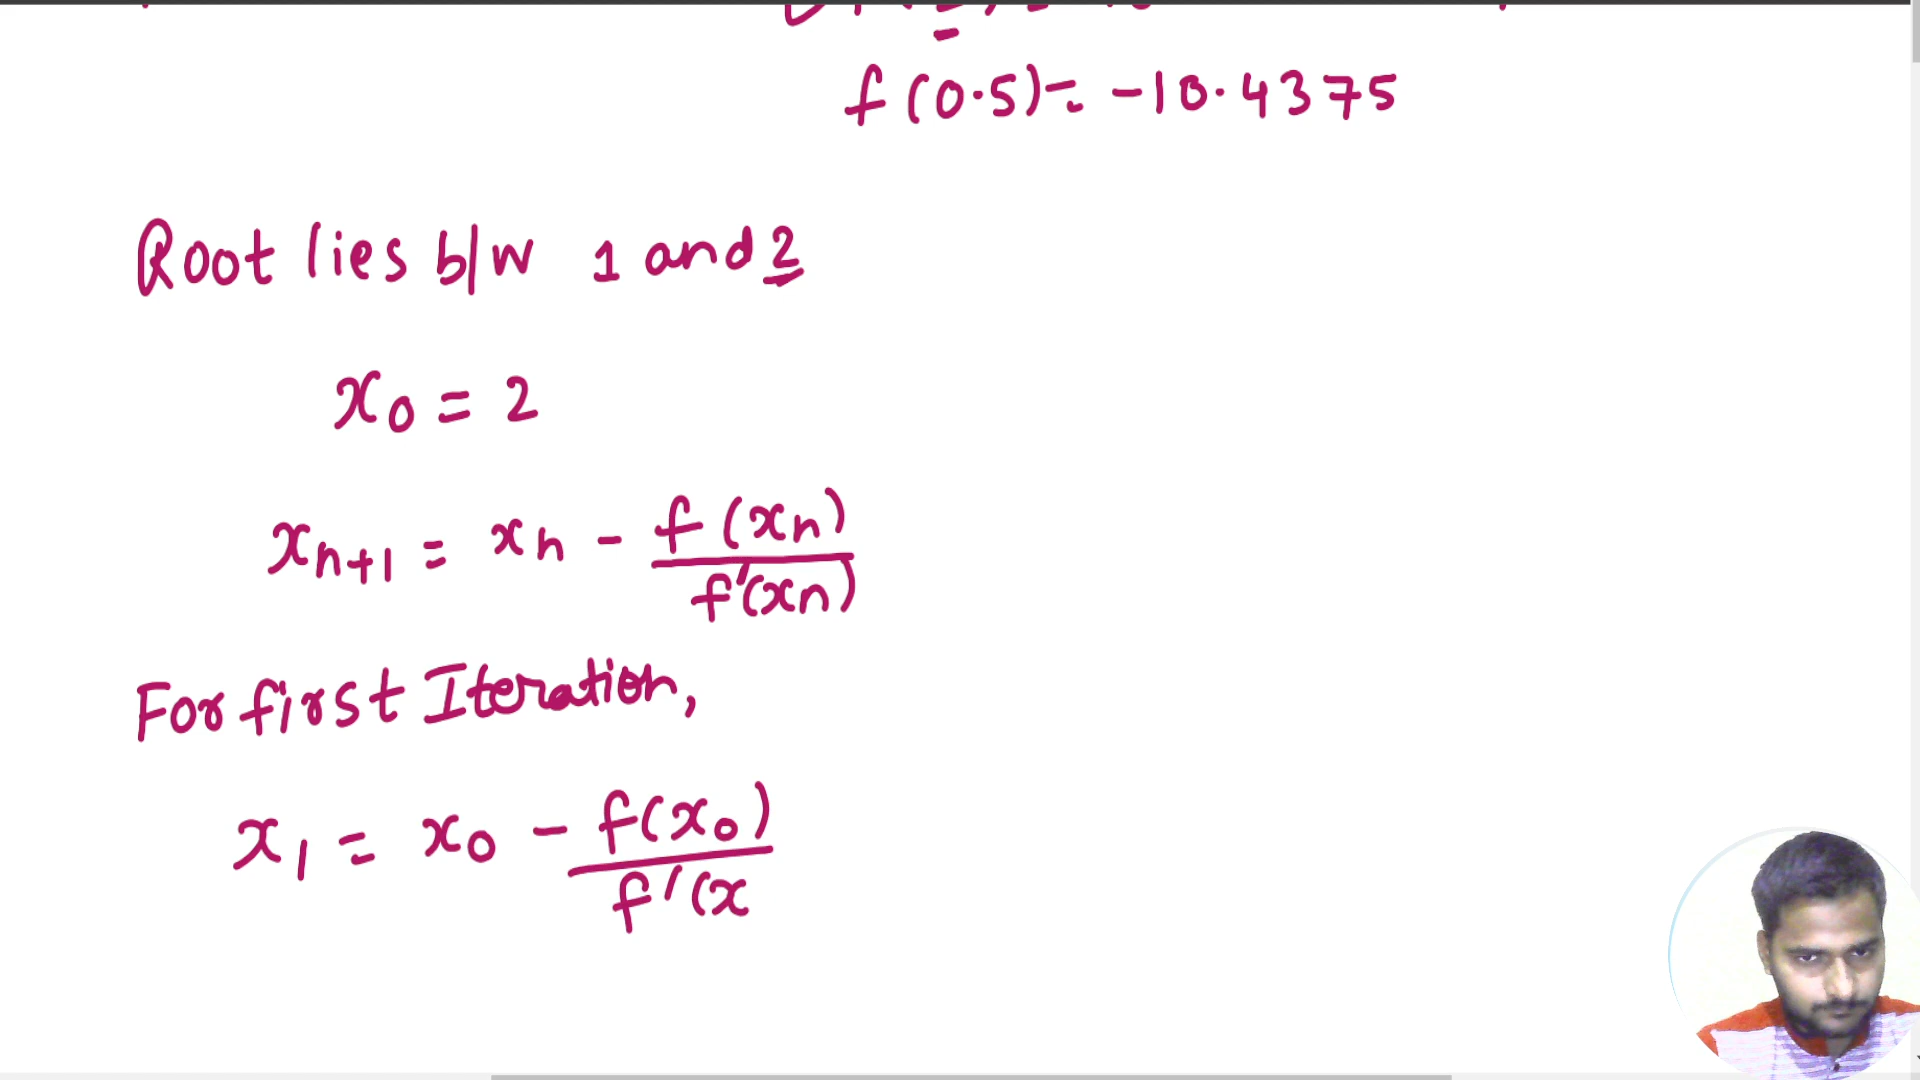 f(0.5)= -10.4375
Root lies b/w 1 and 2
x₀ = 2
xₙ₊₁ = xₙ - f(xₙ)
f'(xₙ)
For first Iteration,
x₁ = x₀ - f(x₀)
f'(x